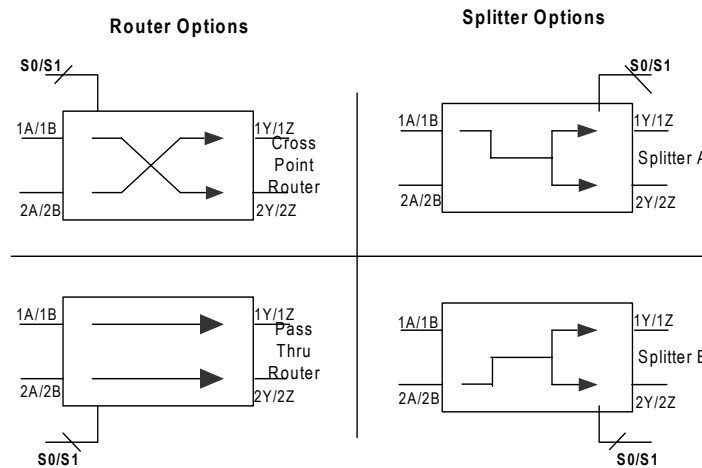 Router Options
Splitter Options
S0/S1
S0/S1
1A/1B
1Y/1Z
Cross
Point
Router
2A/2B
2Y/2Z
1A/1B
1Y/1Z
Splitter A
2A/2B
2Y/2Z
1A/1B
1Y/1Z
Pass
Thru
Router
2A/2B
2Y/2Z
S0/S1
1A/1B
1Y/1Z
Splitter B
2A/2B
2Y/2Z
S0/S1